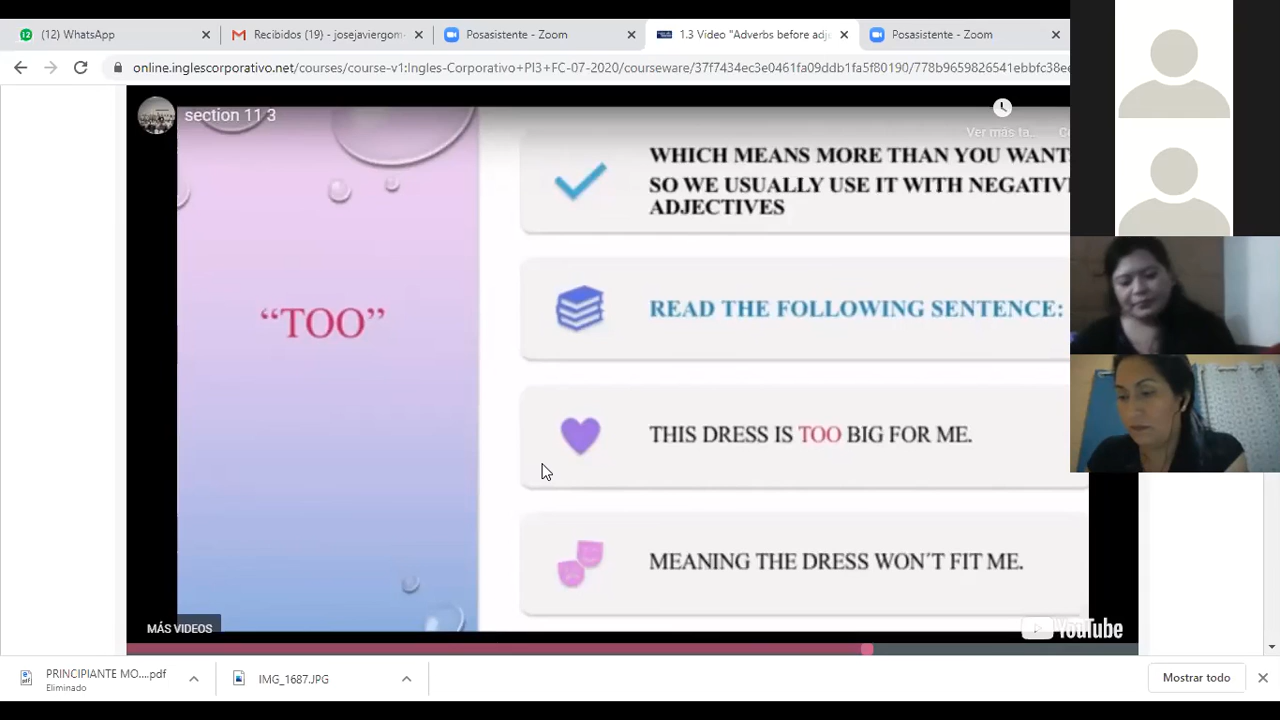 (12) WhatsApp
Recibidos (19) - josejaviergom
Posasistente - Zoom
1.3 Video "Adverbs before adj
Posasistente - Zoom
online.inglescorporativo.net/courses/course-v1:Ingles-Corporativo+PI3+FC-07-2020/courseware/37f7434ec3e0461fa09ddb1fa5f80190/778b9659826541ebbfc38ee
section 11 3
Ver más ta...
WHICH MEANS MORE THAN YOU WANT
SO WE USUALLY USE IT WITH NEGATIV
ADJECTIVES
"TOO"
READ THE FOLLOWING SENTENCE:
THIS DRESS IS TOO BIG FOR ME.
MEANING THE DRESS WON´T FIT ME.
MÁS VIDEOS
YouTube
PRINCIPIANTE MO....pdf
Eliminado
IMG_1687.JPG
Mostrar todo